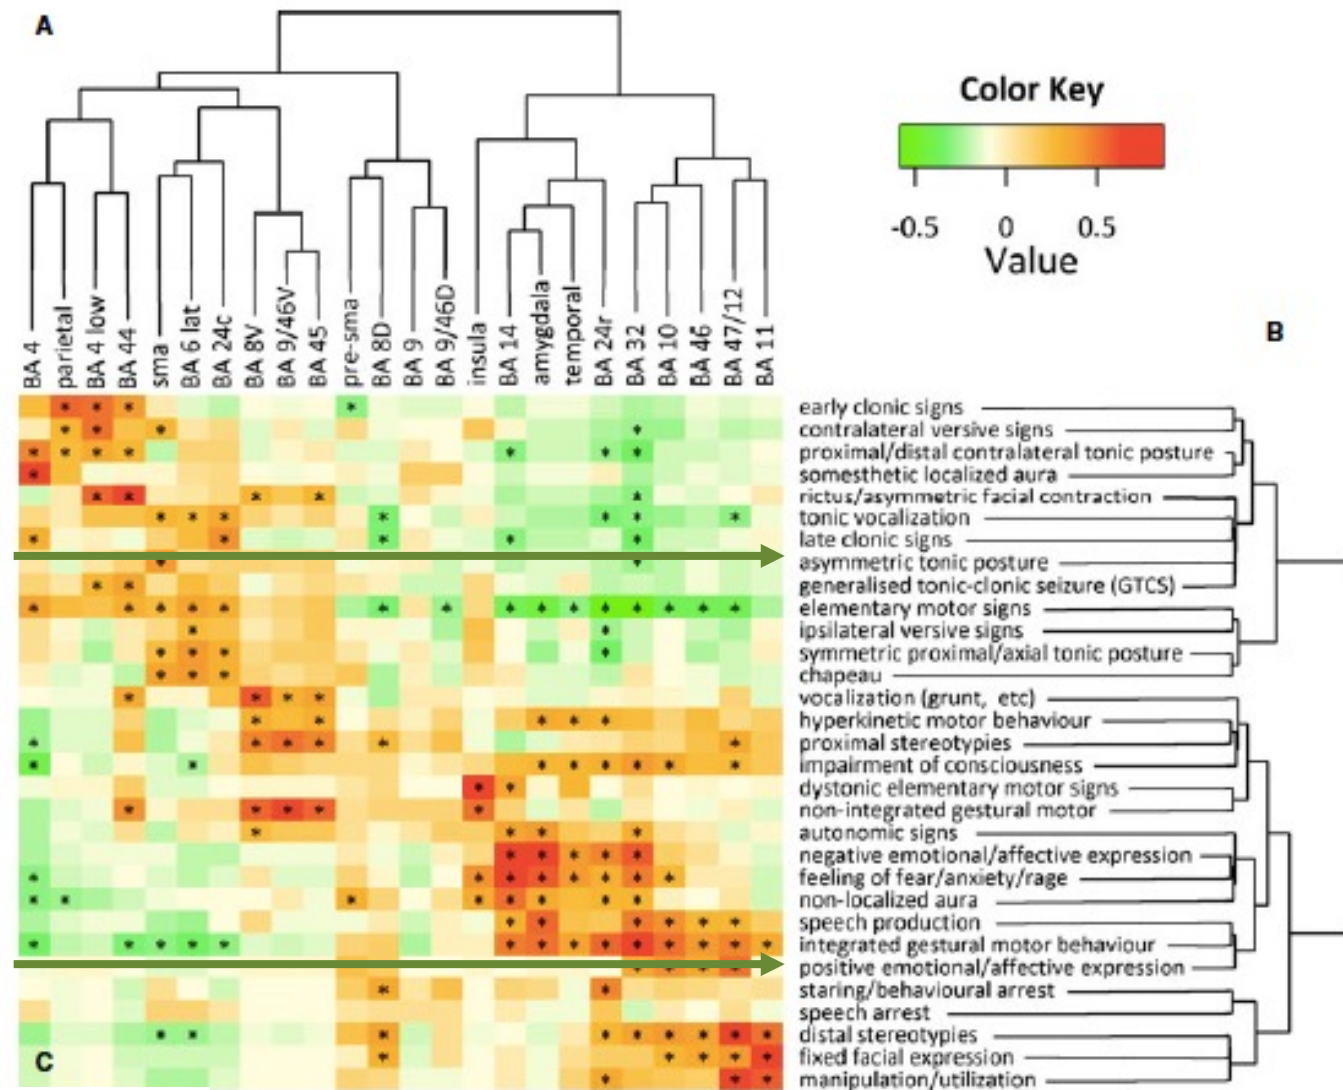 A
Color Key
-0.5 0 0.5
Value
B
BA 4
parietal
BA 4 low
BA 44
sma
BA 6 lat
BA 24c
BA 8V
BA 9/46V
BA 45
pre-sma
BA 8D
BA 9
BA 9/46D
insula
BA 14
amygdala
temporal
BA 24r
BA 32
BA 10
BA 46
BA 47/12
BA 11
early clonic signs
contralateral versive signs
proximal/distal contralateral tonic posture
somesthetic localized aura
rictus/asymmetric facial contraction
tonic vocalization
late clonic signs
asymmetric tonic posture
generalised tonic-clonic seizure (GTCS)
elementary motor signs
ipsilateral versive signs
symmetric proximal/axial tonic posture
chapeau
vocalization (grunt, etc)
hyperkinetic motor behaviour
proximal stereotypies
impairment of consciousness
dystonic elementary motor signs
non-integrated gestural motor
autonomic signs
negative emotional/affective expression
feeling of fear/anxiety/rage
non-localized aura
speech production
integrated gestural motor behaviour
positive emotional/affective expression
staring/behavioural arrest
speech arrest
distal stereotypies
fixed facial expression
manipulation/utilization
C